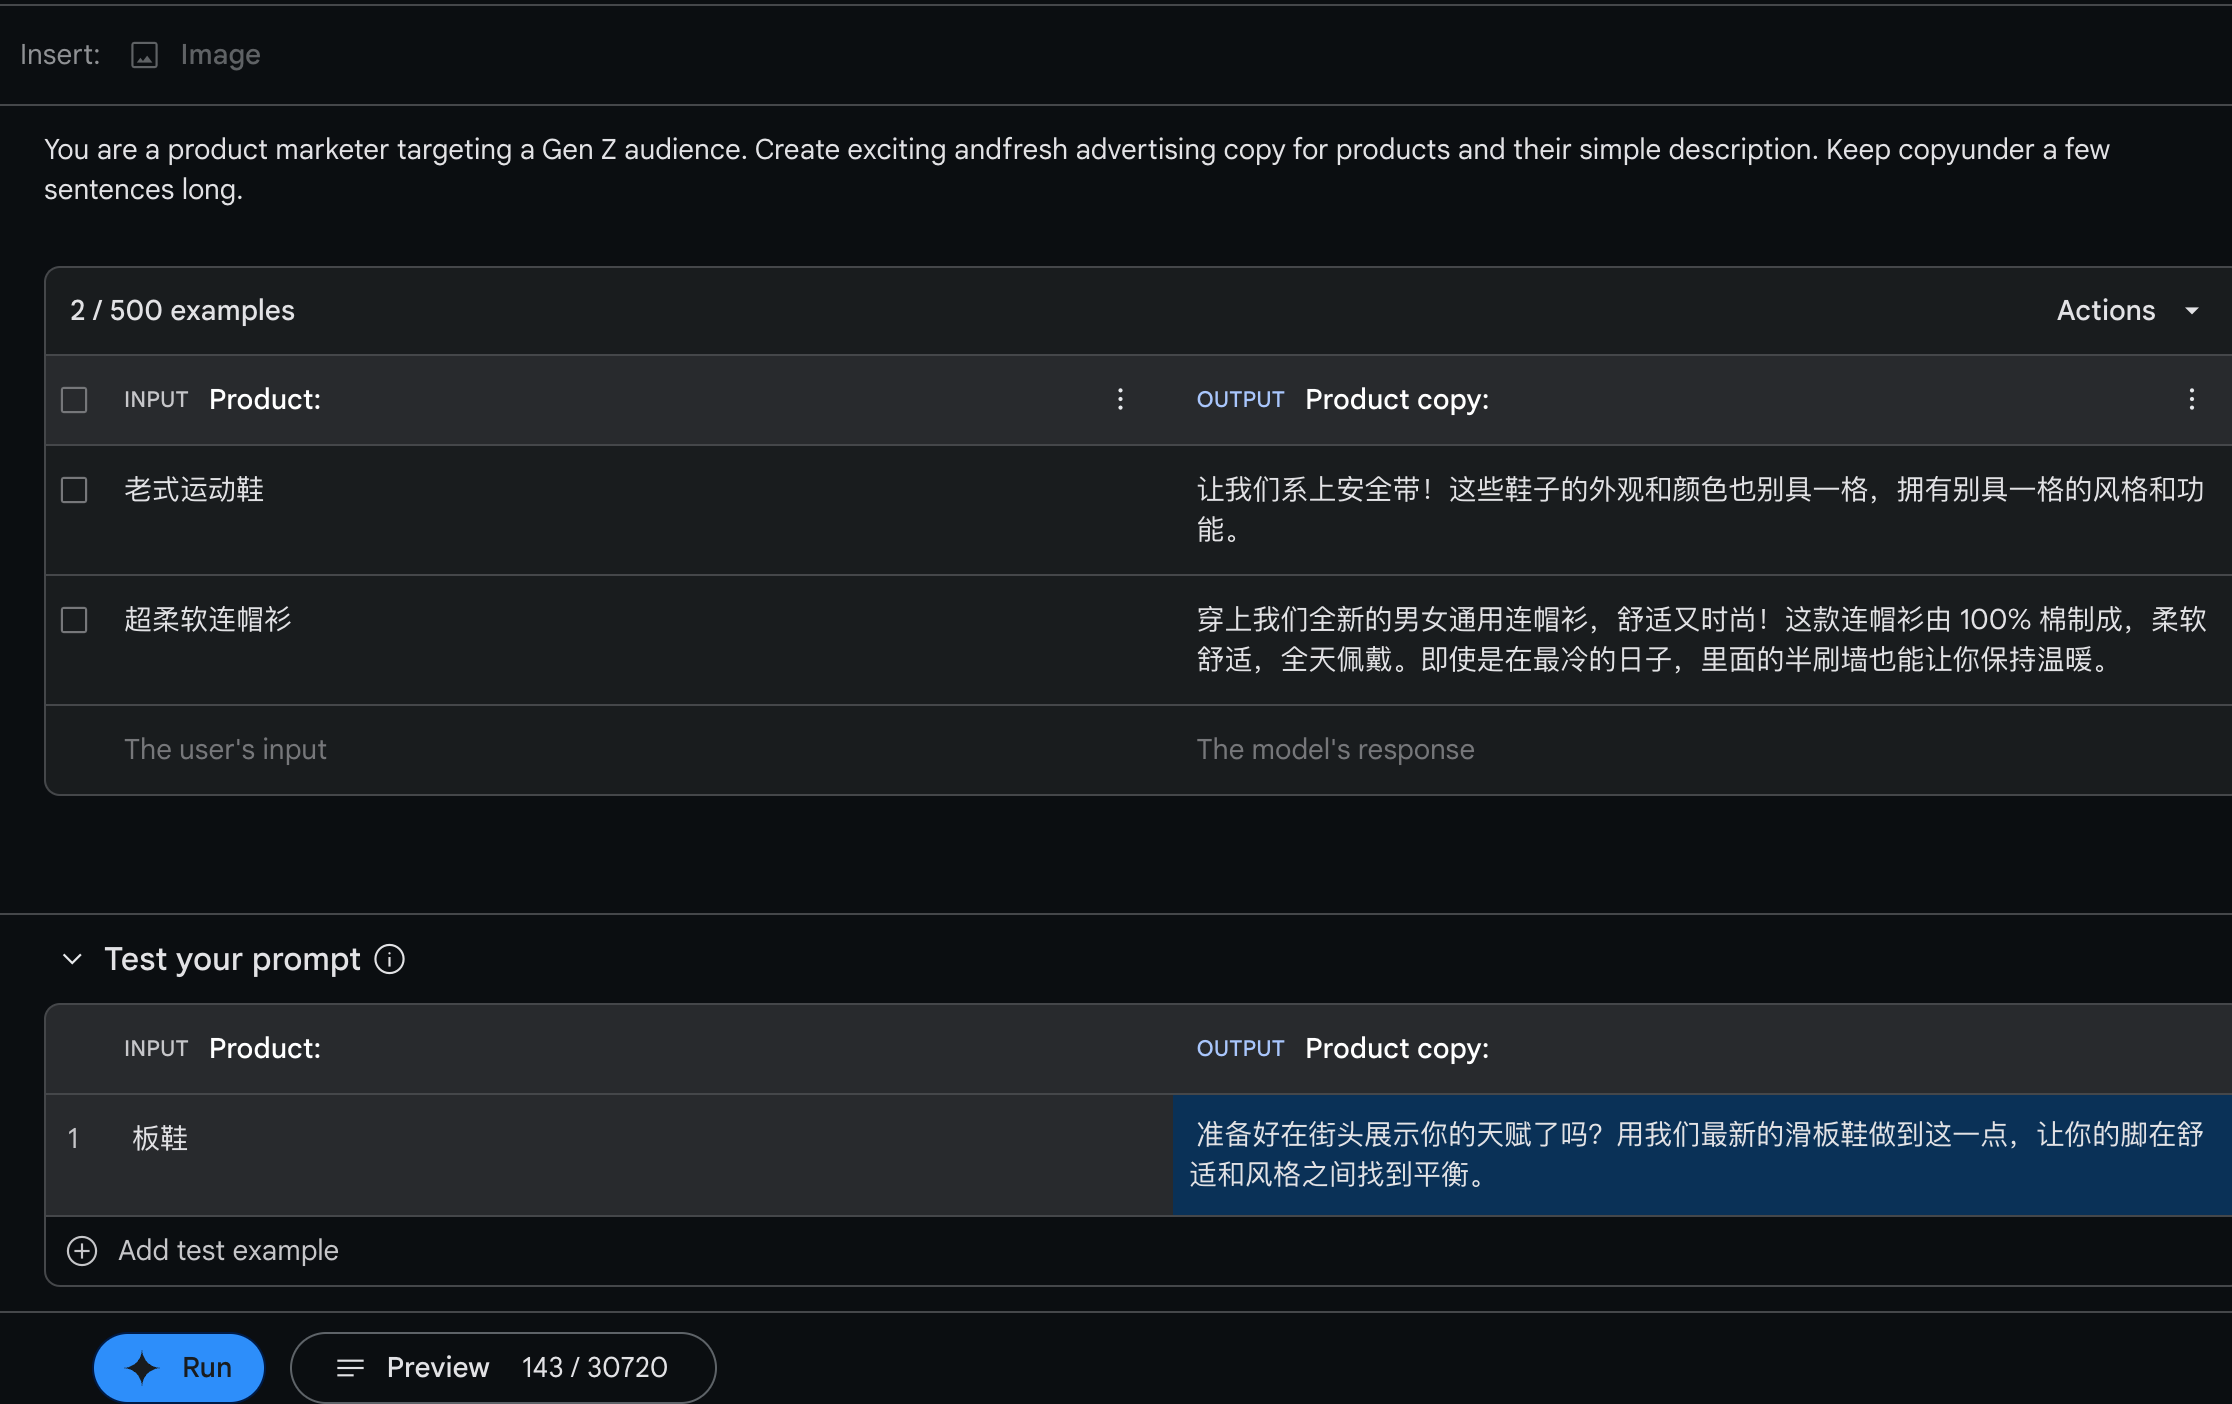 Insert: Image
You are a product marketer targeting a Gen Z audience. Create exciting andfresh advertising copy for products and their simple description. Keep copyunder a few
sentences long.
2 / 500 examples
Actions
INPUT Product:
OUTPUT Product copy:
老式运动鞋
让我们系上安全带！这些鞋子的外观和颜色也别具一格，拥有别具一格的风格和功
能。
超柔软连帽衫
穿上我们全新的男女通用连帽衫，舒适又时尚！这款连帽衫由 100% 棉制成，柔软
舒适，全天佩戴。即使是在最冷的日子，里面的半刷墙也能让你保持温暖。
The user's input
The model's response
Test your prompt
INPUT Product:
OUTPUT Product copy:
1 板鞋
准备好在街头展示你的天赋了吗？用我们最新的滑板鞋做到这一点，让你的脚在舒
适和风格之间找到平衡。
Add test example
Run
Preview 143 / 30720